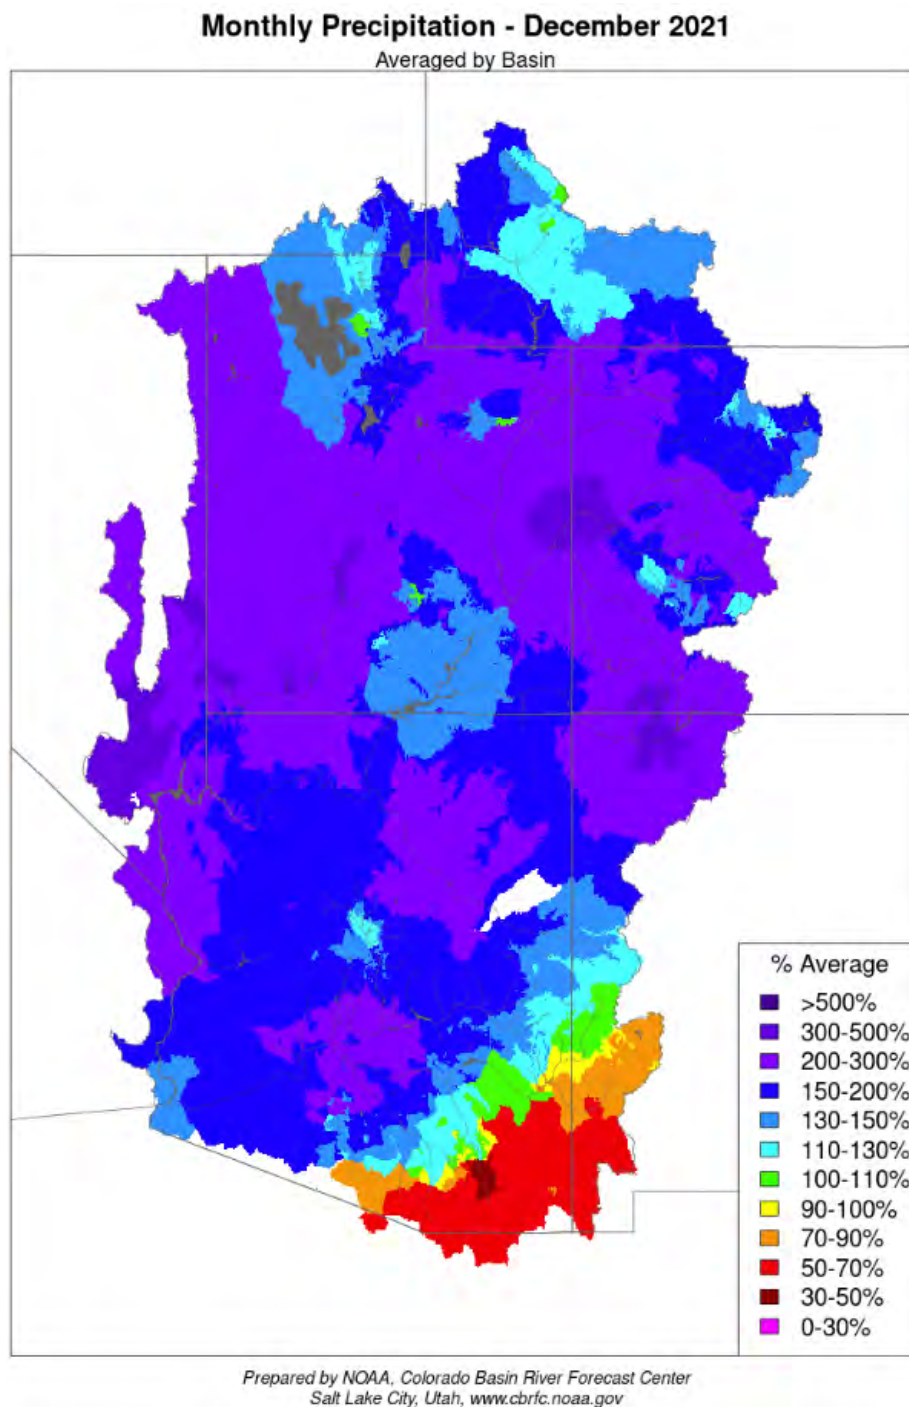 Monthly Precipitation - December 2021
Averaged by Basin
% Average
>500%
300-500%
200-300%
150-200%
130-150%
110-130%
100-110%
90-100%
70-90%
50-70%
30-50%
0-30%
Prepared by NOAA, Colorado Basin River Forecast Center
Salt Lake City, Utah, www.cbrfc.noaa.gov